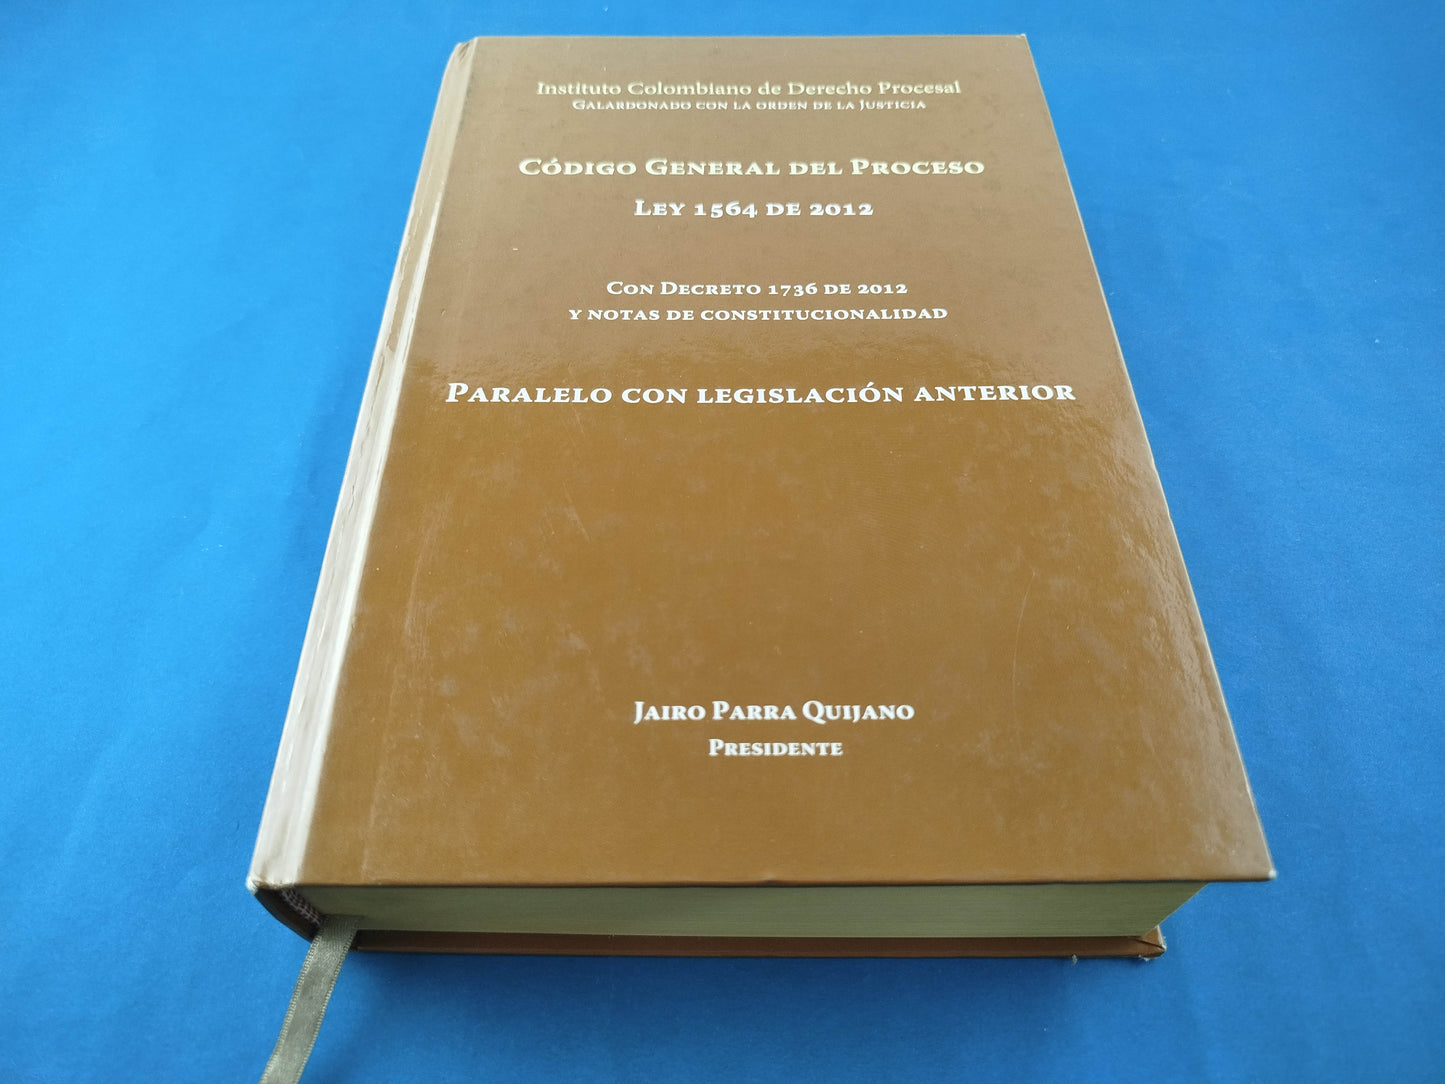 Instituto Colombiano de Derecho Procesal
Galardonado con la orden de la Justicia
Código General del Proceso
Ley 1564 de 2012
Con Decreto 1736 de 2012
y notas de constitucionalidad
Paralelo con legislación anterior
Jairo Parra Quijano
Presidente